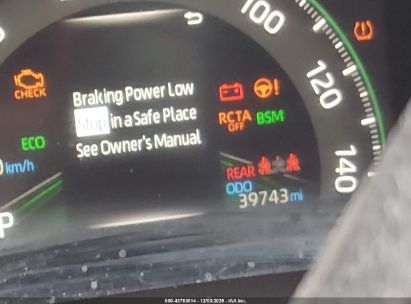 100
120
140
CHECK
Braking Power Low
Stop in a Safe Place
See Owner's Manual
RCTA
OFF
BSM
ECO
km/h
REAR
ODO
39743 mi
P